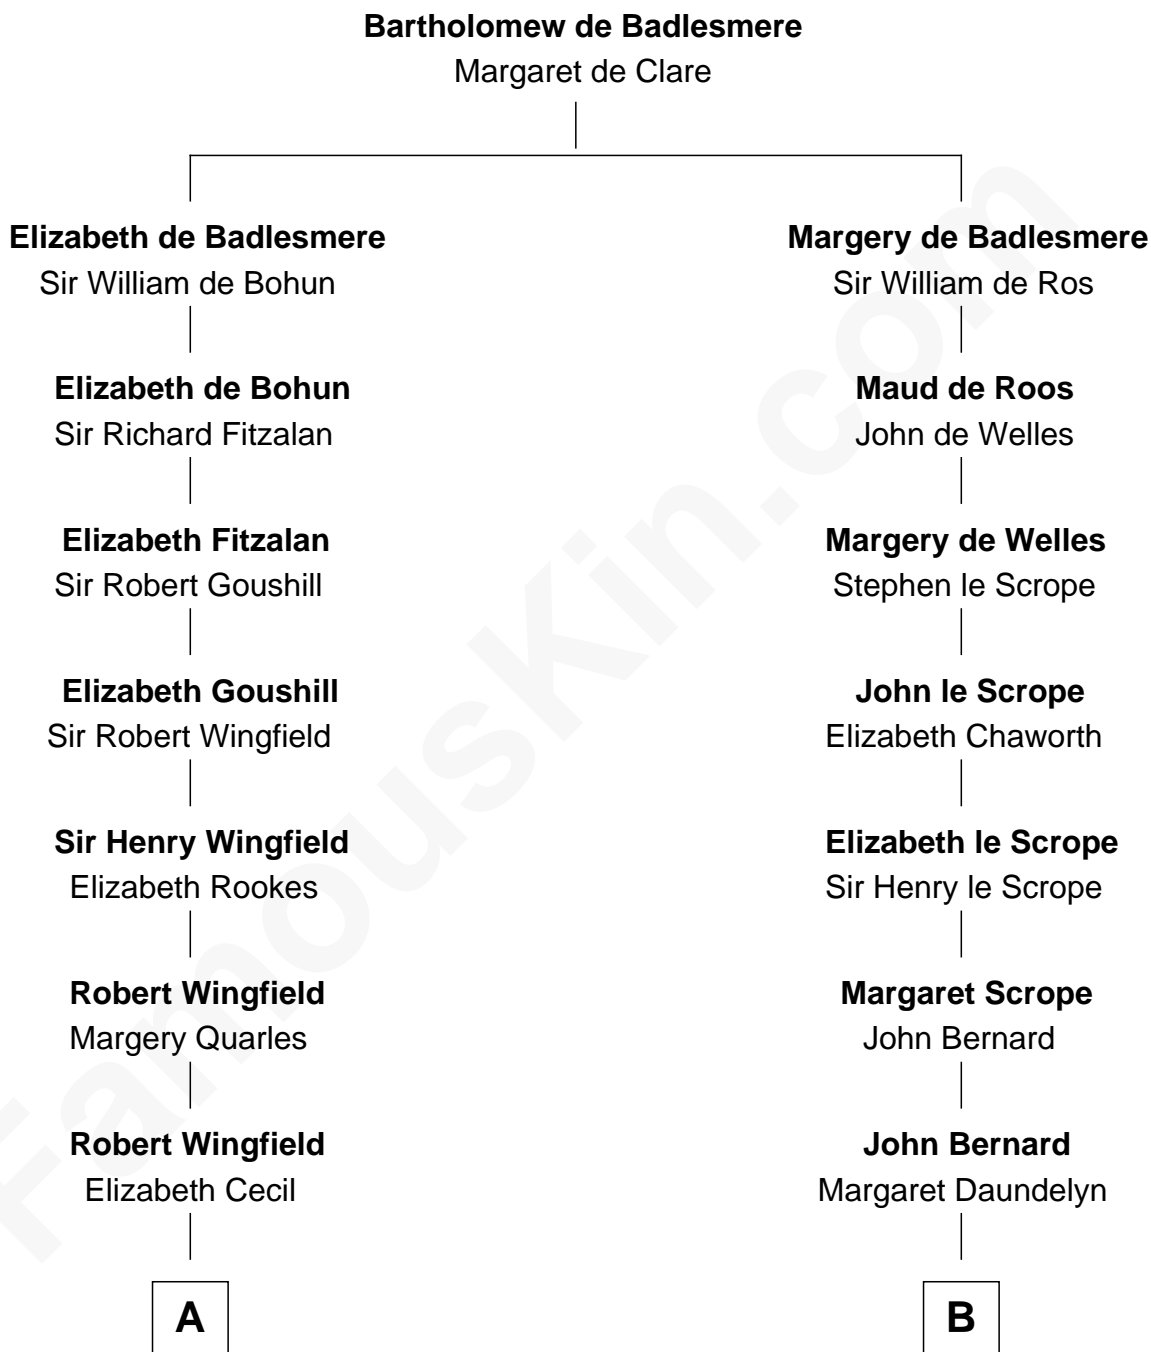 Bartholomew de Badlesmere
Margaret de Clare
Elizabeth de Badlesmere
Sir William de Bohun
Margery de Badlesmere
Sir William de Ros
Elizabeth de Bohun
Sir Richard Fitzalan
Maud de Roos
John de Welles
Elizabeth Fitzalan
Sir Robert Goushill
Margery de Welles
Stephen le Scrope
Elizabeth Goushill
Sir Robert Wingfield
John le Scrope
Elizabeth Chaworth
Sir Henry Wingfield
Elizabeth Rookes
Elizabeth le Scrope
Sir Henry le Scrope
Robert Wingfield
Margery Quarles
Margaret Scrope
John Bernard
Robert Wingfield
Elizabeth Cecil
John Bernard
Margaret Daundelyn
A
B
FamousKin.com